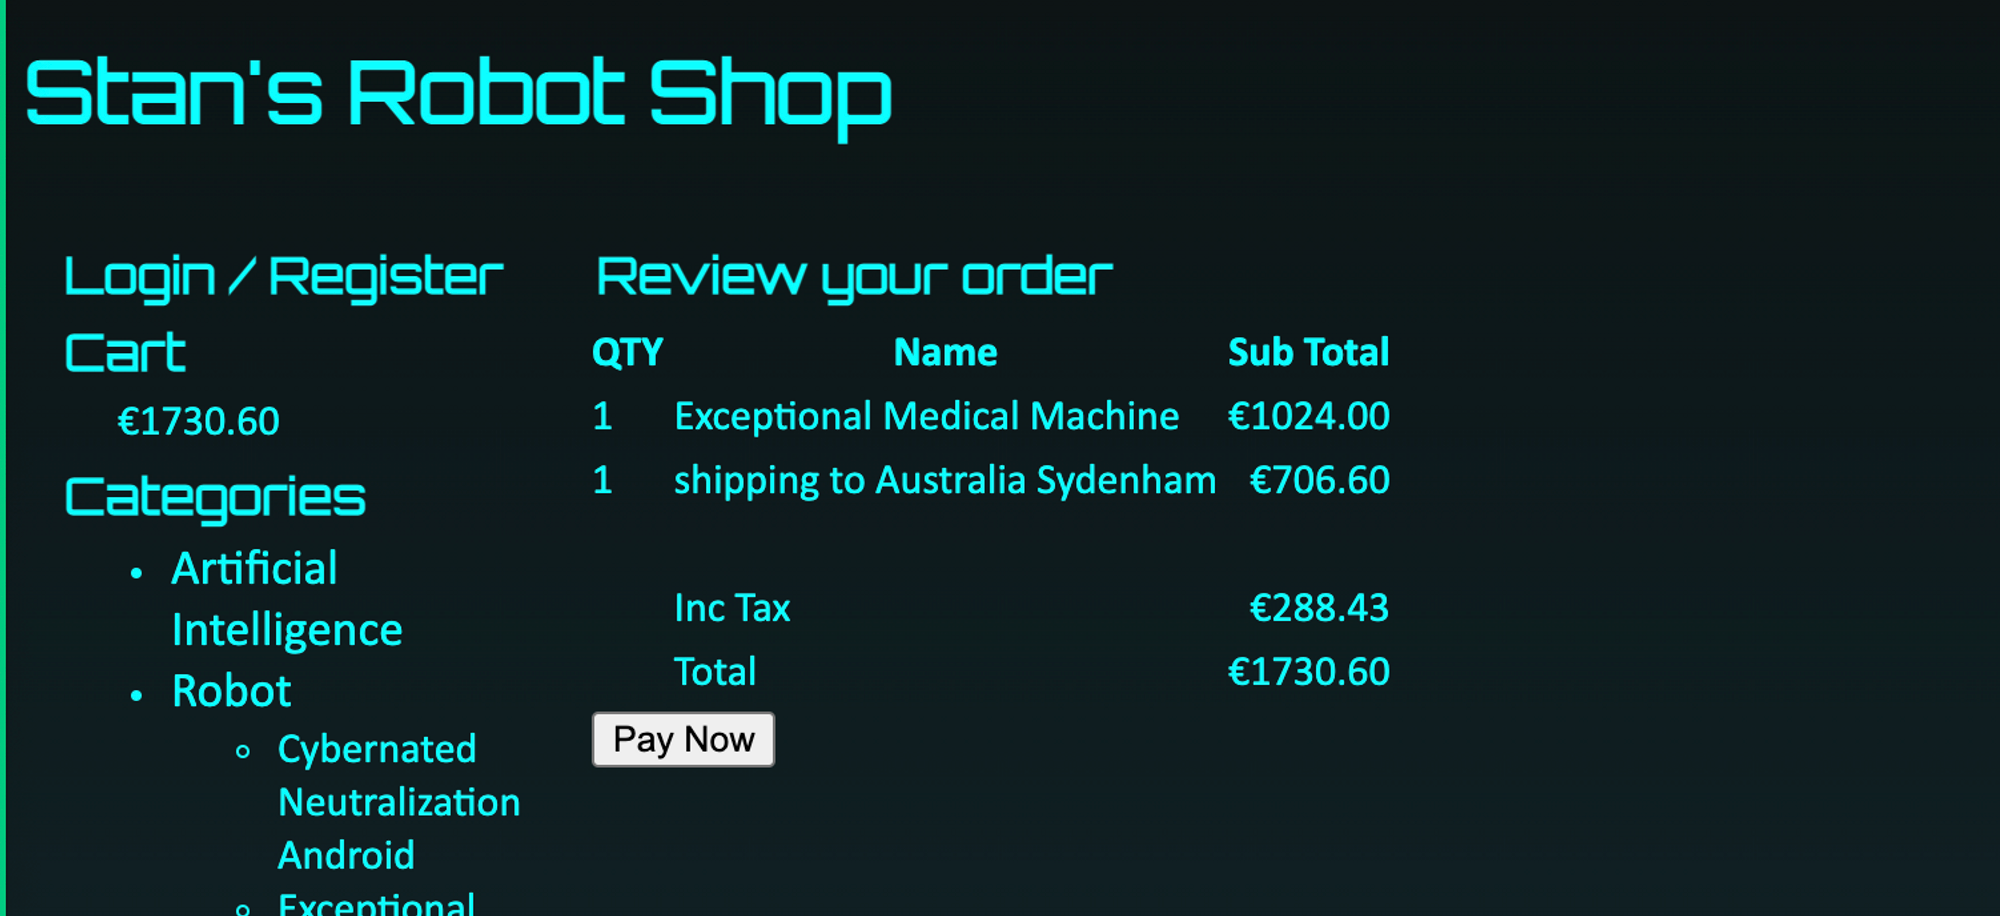 Stan's Robot Shop
Login / Register
Cart
€1730.60
Categories
Artificial
Intelligence
Robot
Cybernated
Neutralization
Android
Exceptional
Review your order
QTY Name Sub Total
1 Exceptional Medical Machine €1024.00
1 shipping to Australia Sydenham €706.60
Inc Tax €288.43
Total €1730.60
Pay Now